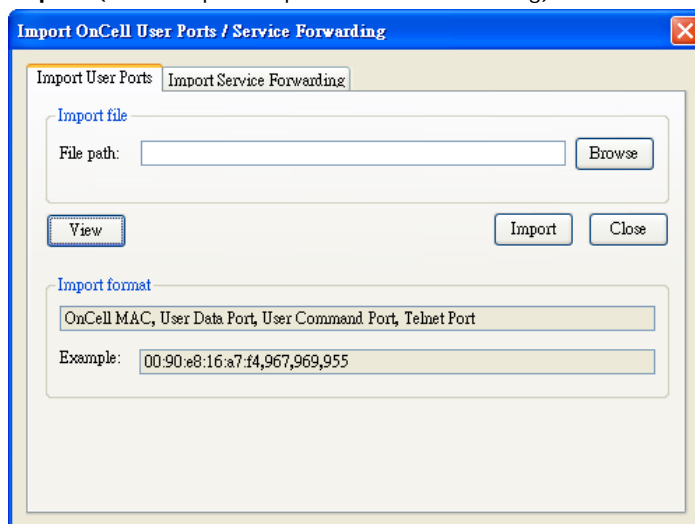 Import OnCell User Ports / Service Forwarding
Import User Ports Import Service Forwarding
Import file
File path: Browse
View Import Close
Import format
OnCell MAC, User Data Port, User Command Port, Telnet Port
Example: 00:90:e8:16:a7:f4,967,969,955